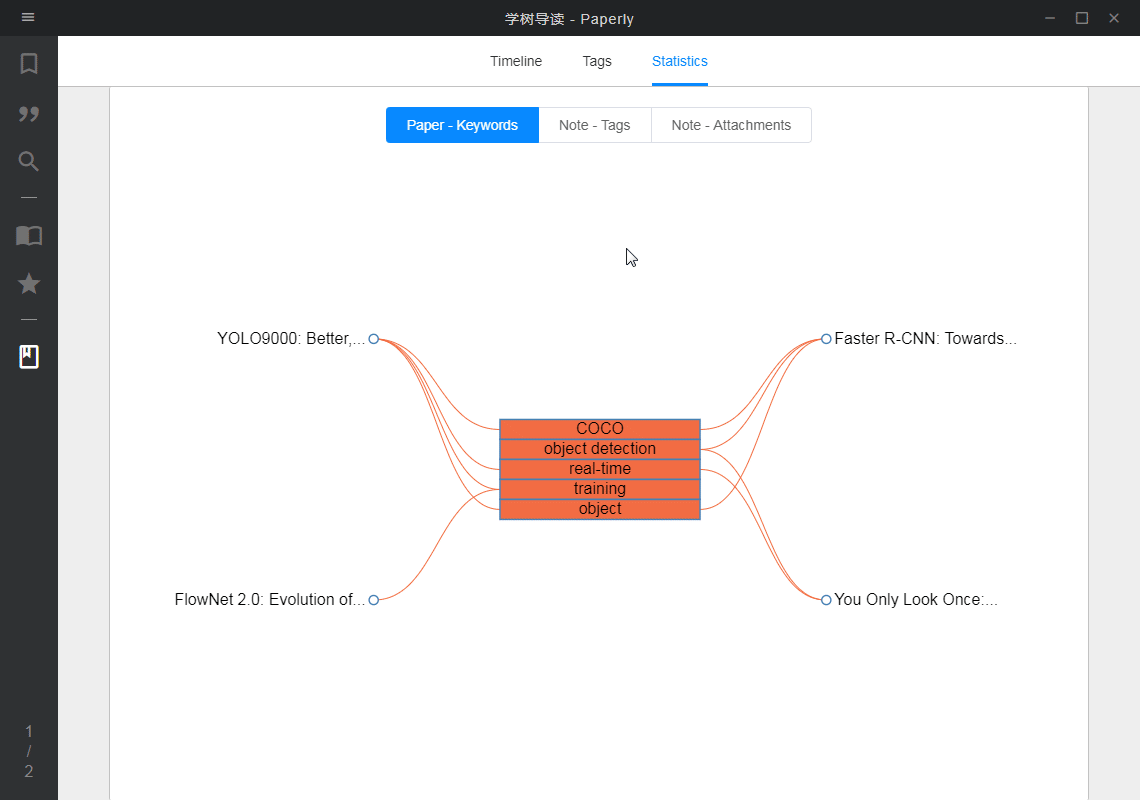 学树导读 - Paperly
Timeline Tags Statistics
Paper - Keywords Note - Tags Note - Attachments
YOLO9000: Better,... Faster R-CNN: Towards...
COCO
object detection
real-time
training
object
FlowNet 2.0: Evolution of... You Only Look Once:...
1
/
2